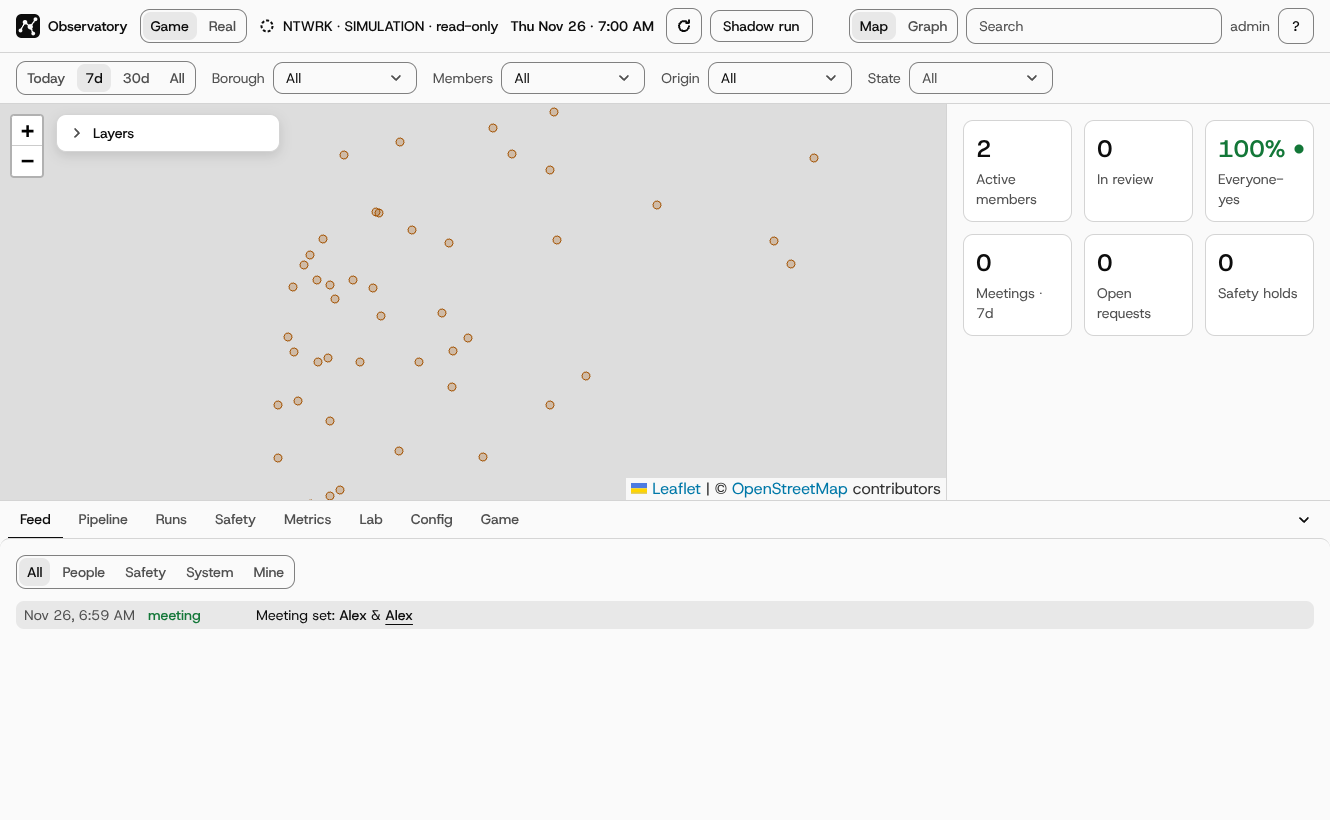 Observatory Game Real NTWRK · SIMULATION · read-only Thu Nov 26 · 7:00 AM Shadow run Map Graph Search admin ?
Today 7d 30d All Borough All Members All Origin All State All
+
−
Layers
2
Active
members
0
In review
100%
Everyone-
yes
0
Meetings ·
7d
0
Open
requests
0
Safety holds
Leaflet | © OpenStreetMap contributors
Feed Pipeline Runs Safety Metrics Lab Config Game
All People Safety System Mine
Nov 26, 6:59 AM meeting Meeting set: Alex & Alex